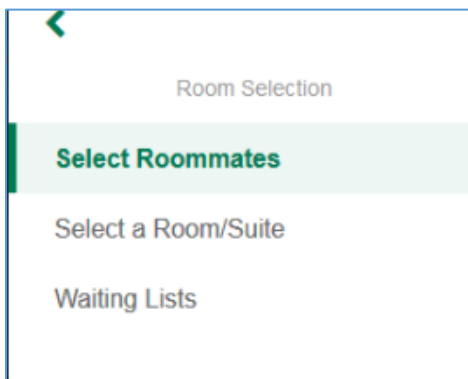 Room Selection
Select Roommates
Select a Room/Suite
Waiting Lists